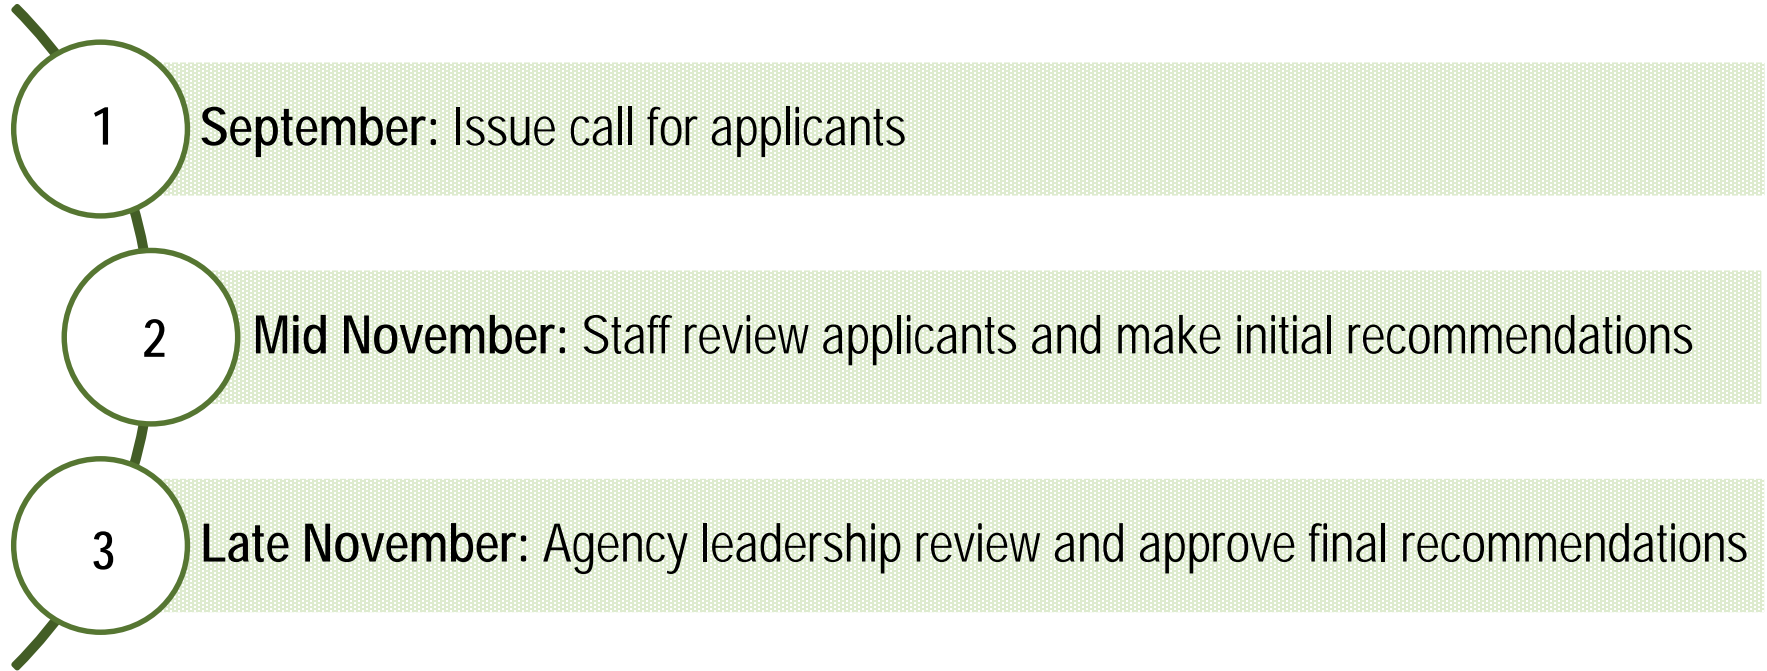 1
September: Issue call for applicants
2
Mid November: Staff review applicants and make initial recommendations
3
Late November: Agency leadership review and approve final recommendations